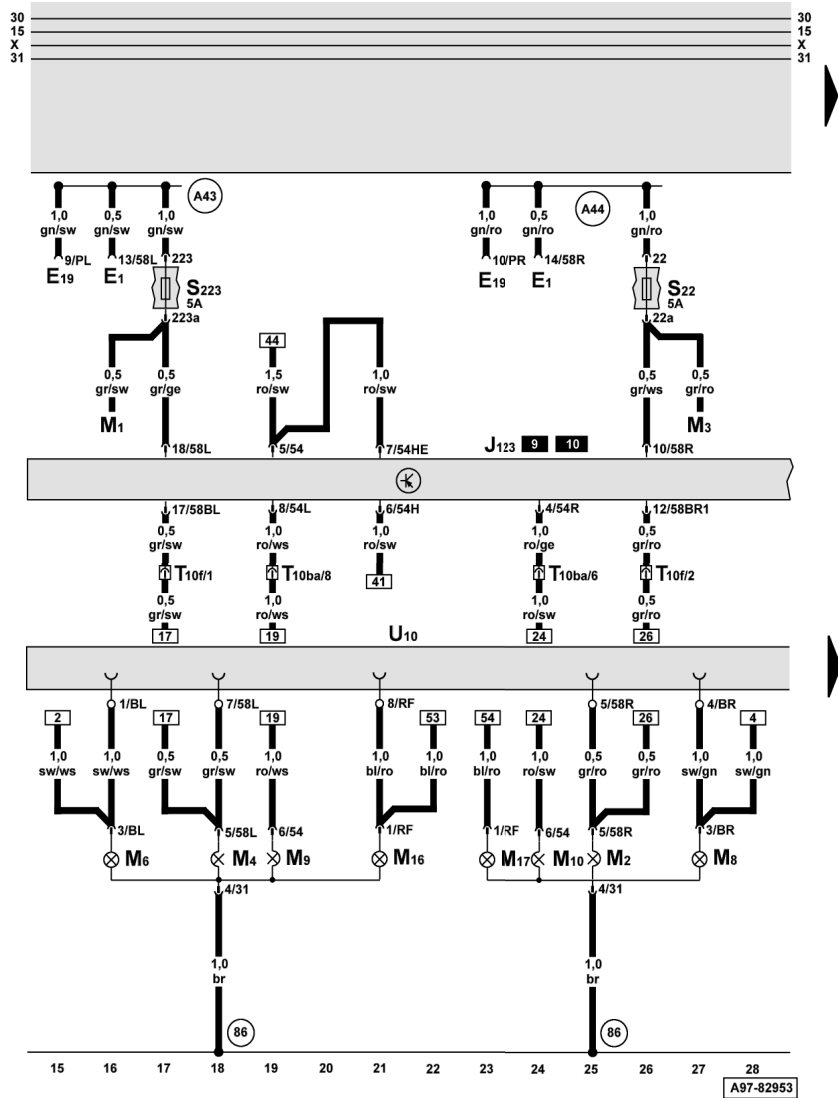 30 30
15 15
X X
31 31
A43 A44
1,0 0,5 1,0 1,0 0,5 1,0
gn/sw gn/sw gn/sw gn/ro gn/ro gn/ro
9/PL 13/58L 223 10/PR 14/58R 22
E19 E1 S223 E19 E1 S22
5A 5A
223a 22a
44
0,5 0,5 1,5 1,0 0,5 0,5
gr/sw gr/ge ro/sw ro/sw gr/ws gr/ro
M1 M3
18/58L 5/54 7/54HE J123 9 10 10/58R
17/58BL 8/54L 6/54H 4/54R 12/58BR1
0,5 1,0 1,0 1,0 0,5
gr/sw ro/ws ro/sw ro/ge gr/ro
T10f/1 T10ba/8 41 T10ba/6 T10f/2
0,5 1,0 1,0 0,5
gr/sw ro/ws ro/sw gr/ro
17 19 U10 24 26
1/BL 7/58L 8/RF 5/58R 4/BR
2 17 19 53 54 24 26 4
1,0 1,0 0,5 0,5 1,0 1,0 1,0 1,0 1,0 0,5 0,5 1,0 1,0
sw/ws sw/ws gr/sw gr/sw ro/ws bl/ro bl/ro bl/ro ro/sw gr/ro gr/ro sw/gn sw/gn
3/BL 5/58L 6/54 1/RF 1/RF 6/54 5/58R 3/BR
M6 M4 M9 M16 M17 M10 M2 M8
4/31 4/31
1,0 1,0
br br
86 86
15 16 17 18 19 20 21 22 23 24 25 26 27 28
A97-82953